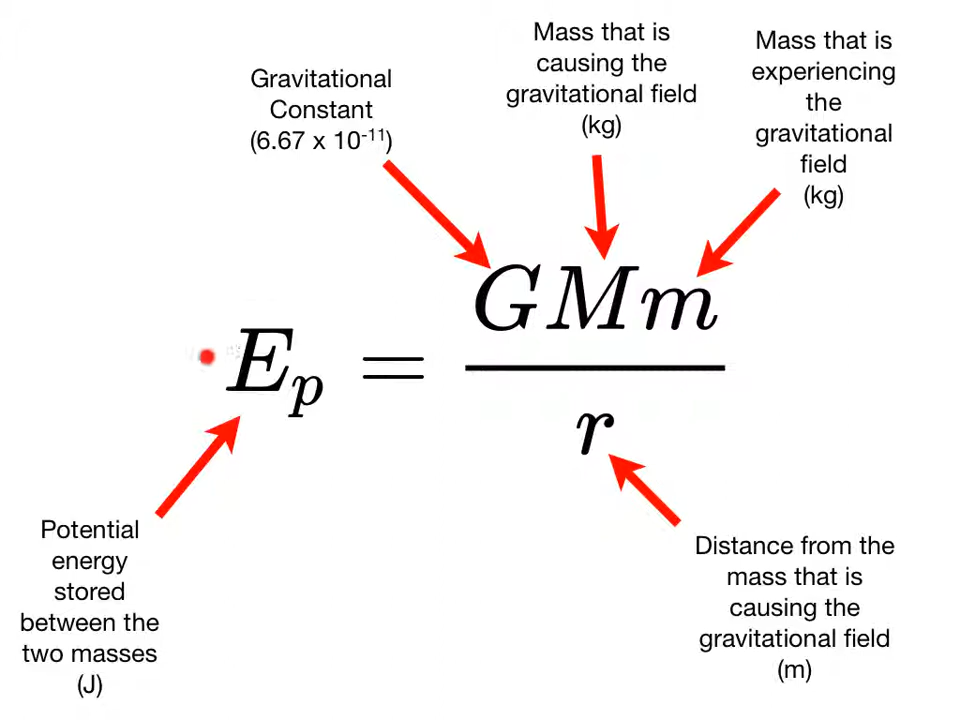 Gravitational
Constant
(6.67 x 10⁻¹¹)
Mass that is
causing the
gravitational field
(kg)
Mass that is
experiencing
the
gravitational
field
(kg)
E_p = \frac{GMm}{r}
Potential
energy
stored
between the
two masses
(J)
Distance from the
mass that is
causing the
gravitational field
(m)